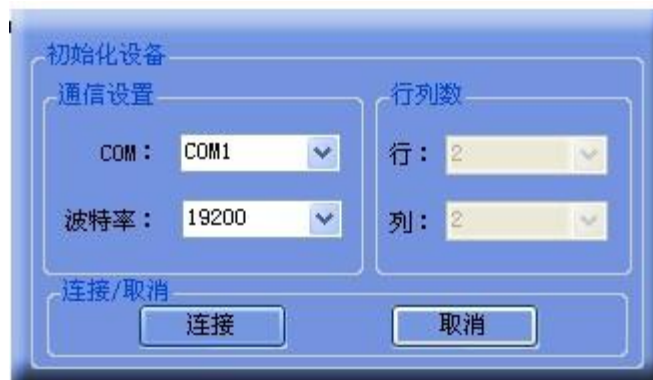 初始化设备
通信设置
COM：
COM1
波特率：
19200
行列数
行：
2
列：
2
连接/取消
连接
取消